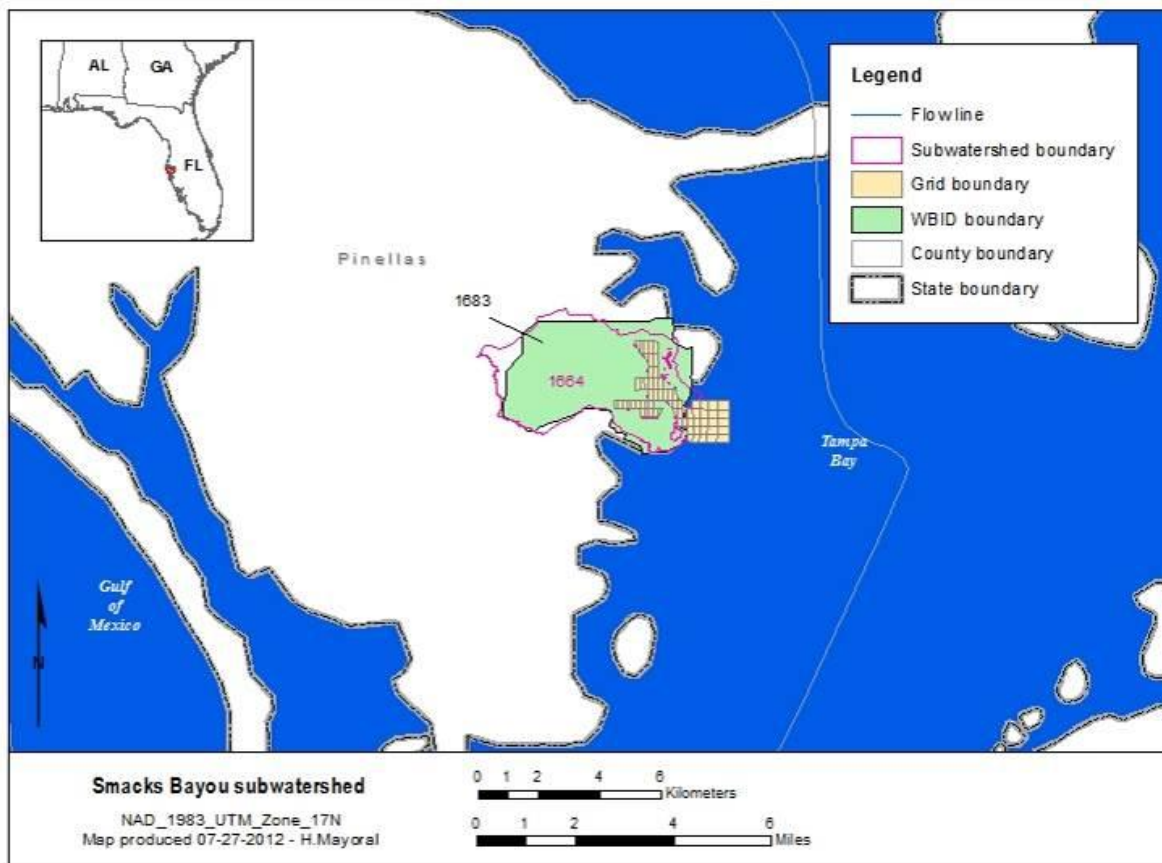 AL
GA
FL
Legend
Flowline
Subwatershed boundary
Grid boundary
WBID boundary
County boundary
State boundary
Pinellas
1683
1664
Tampa
Bay
Gulf
of
Mexico
N
Smacks Bayou subwatershed
NAD_1983_UTM_Zone_17N
Map produced 07-27-2012 - H.Mayoral
0 1 2 4 6
Kilometers
0 1 2 4 6
Miles